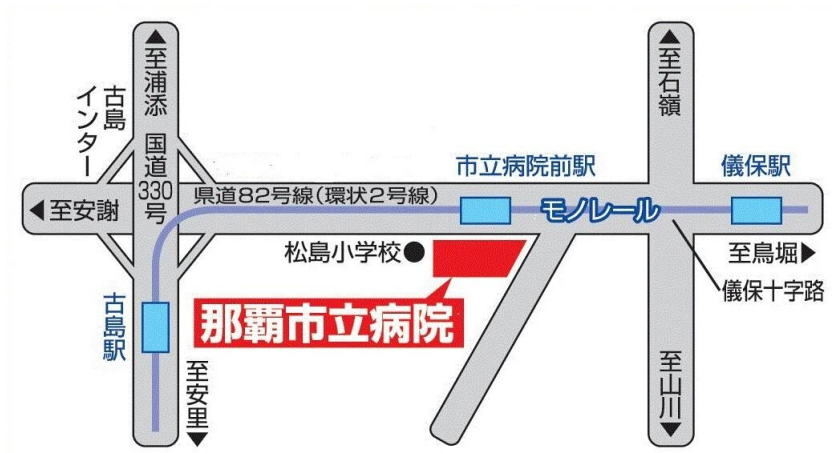 ▲至浦添
国道330号
古島インター
◀至安謝
県道82号線(環状2号線)
市立病院前駅
モノレール
儀保駅
▲至石嶺
至鳥堀▶
儀保十字路
松島小学校●
那覇市立病院
古島駅
至安里▼
至山川▼